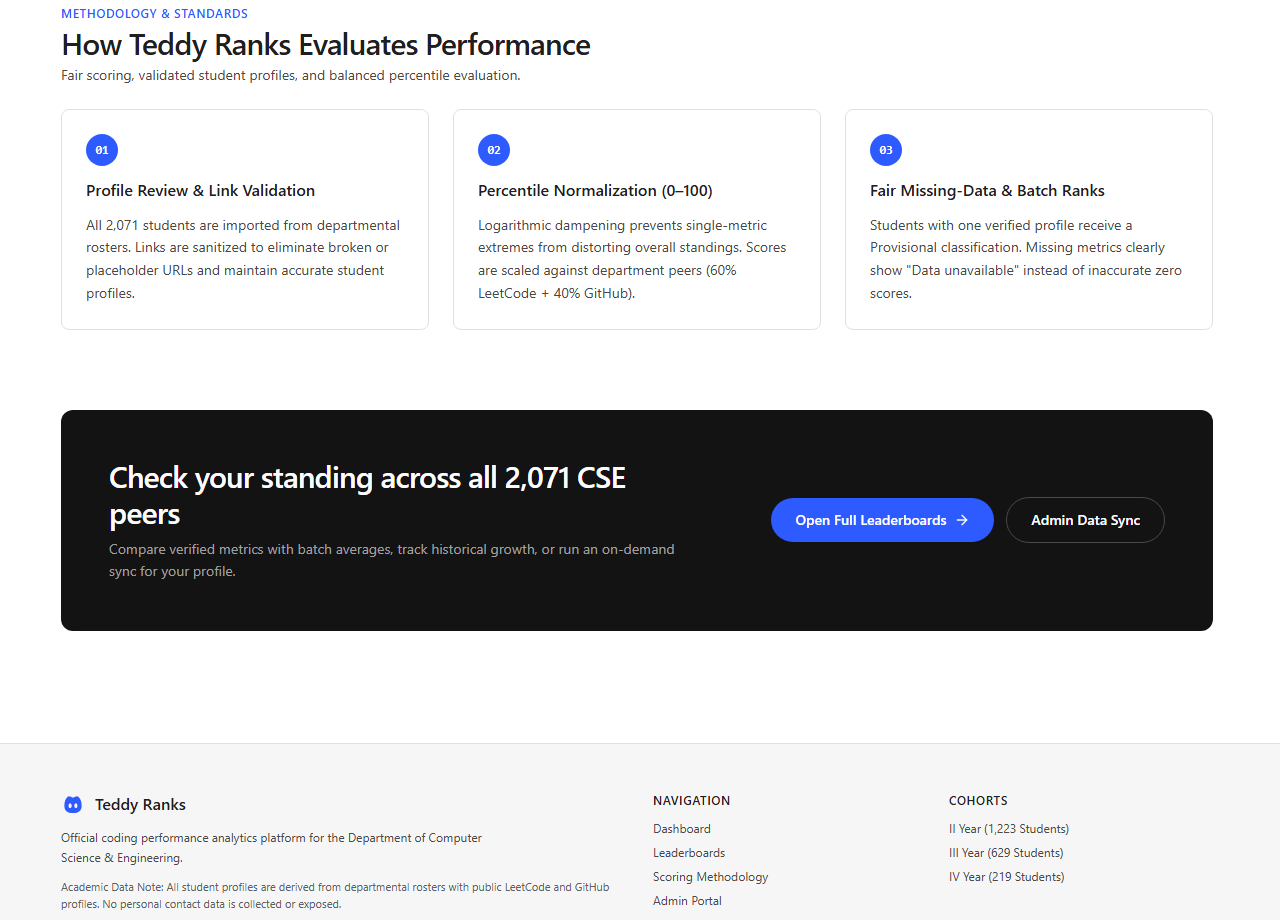 METHODOLOGY & STANDARDS
How Teddy Ranks Evaluates Performance
Fair scoring, validated student profiles, and balanced percentile evaluation.
01
Profile Review & Link Validation
All 2,071 students are imported from departmental
rosters. Links are sanitized to eliminate broken or
placeholder URLs and maintain accurate student
profiles.
02
Percentile Normalization (0–100)
Logarithmic dampening prevents single-metric
extremes from distorting overall standings. Scores
are scaled against department peers (60%
LeetCode + 40% GitHub).
03
Fair Missing-Data & Batch Ranks
Students with one verified profile receive a
Provisional classification. Missing metrics clearly
show "Data unavailable" instead of inaccurate zero
scores.
Check your standing across all 2,071 CSE
peers
Compare verified metrics with batch averages, track historical growth, or run an on-demand
sync for your profile.
Open Full Leaderboards →
Admin Data Sync
Teddy Ranks
Official coding performance analytics platform for the Department of Computer
Science & Engineering.
Academic Data Note: All student profiles are derived from departmental rosters with public LeetCode and GitHub
profiles. No personal contact data is collected or exposed.
NAVIGATION
Dashboard
Leaderboards
Scoring Methodology
Admin Portal
COHORTS
II Year (1,223 Students)
III Year (629 Students)
IV Year (219 Students)